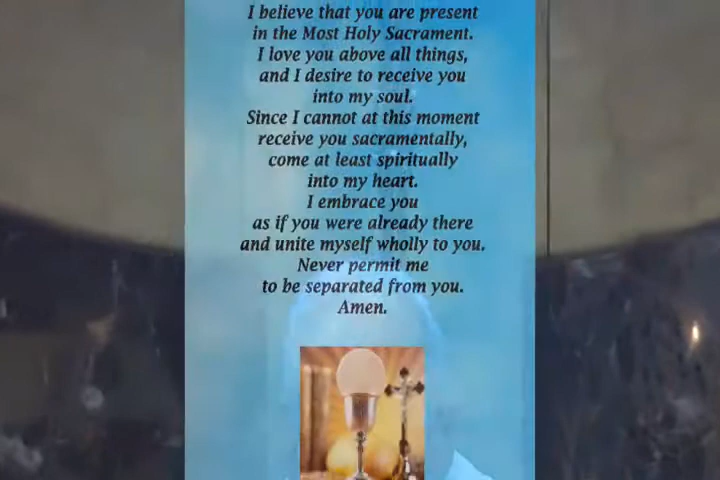 I believe that you are present
in the Most Holy Sacrament.
I love you above all things,
and I desire to receive you
into my soul.
Since I cannot at this moment
receive you sacramentally,
come at least spiritually
into my heart.
I embrace you
as if you were already there
and unite myself wholly to you.
Never permit me
to be separated from you.
Amen.